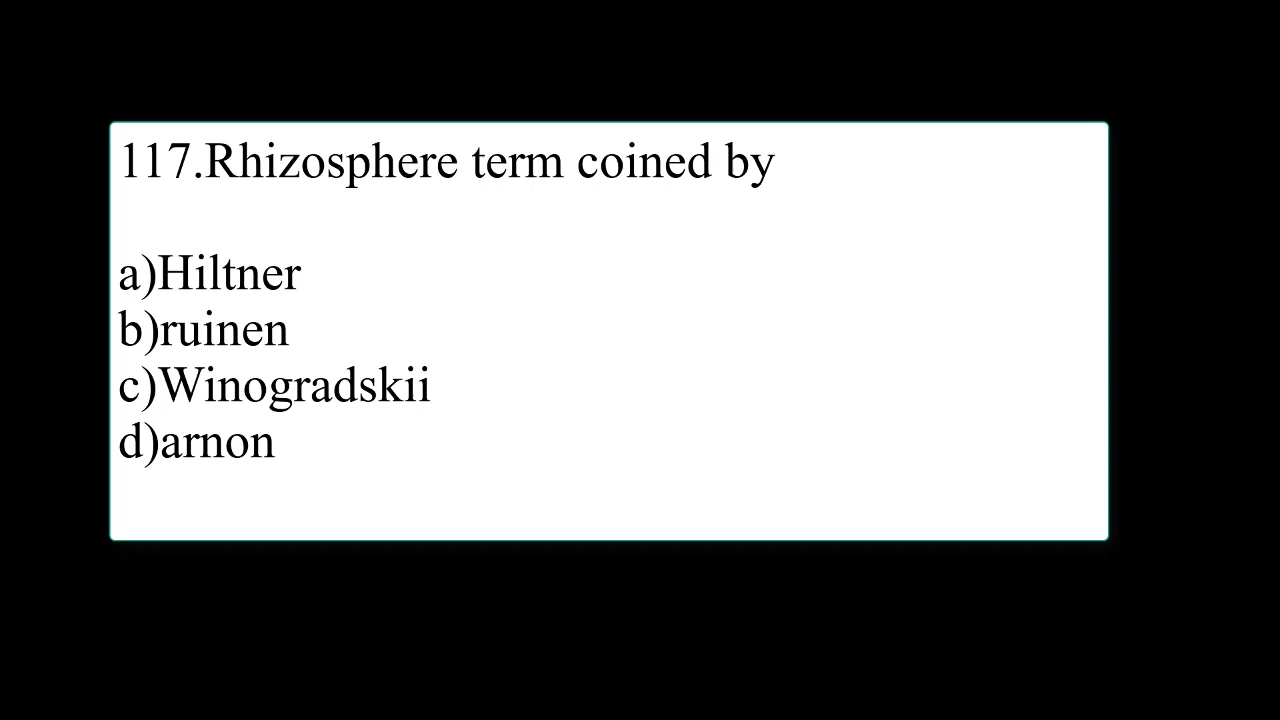 117.Rhizosphere term coined by
a)Hiltner
b)ruinen
c)Winogradskii
d)arnon